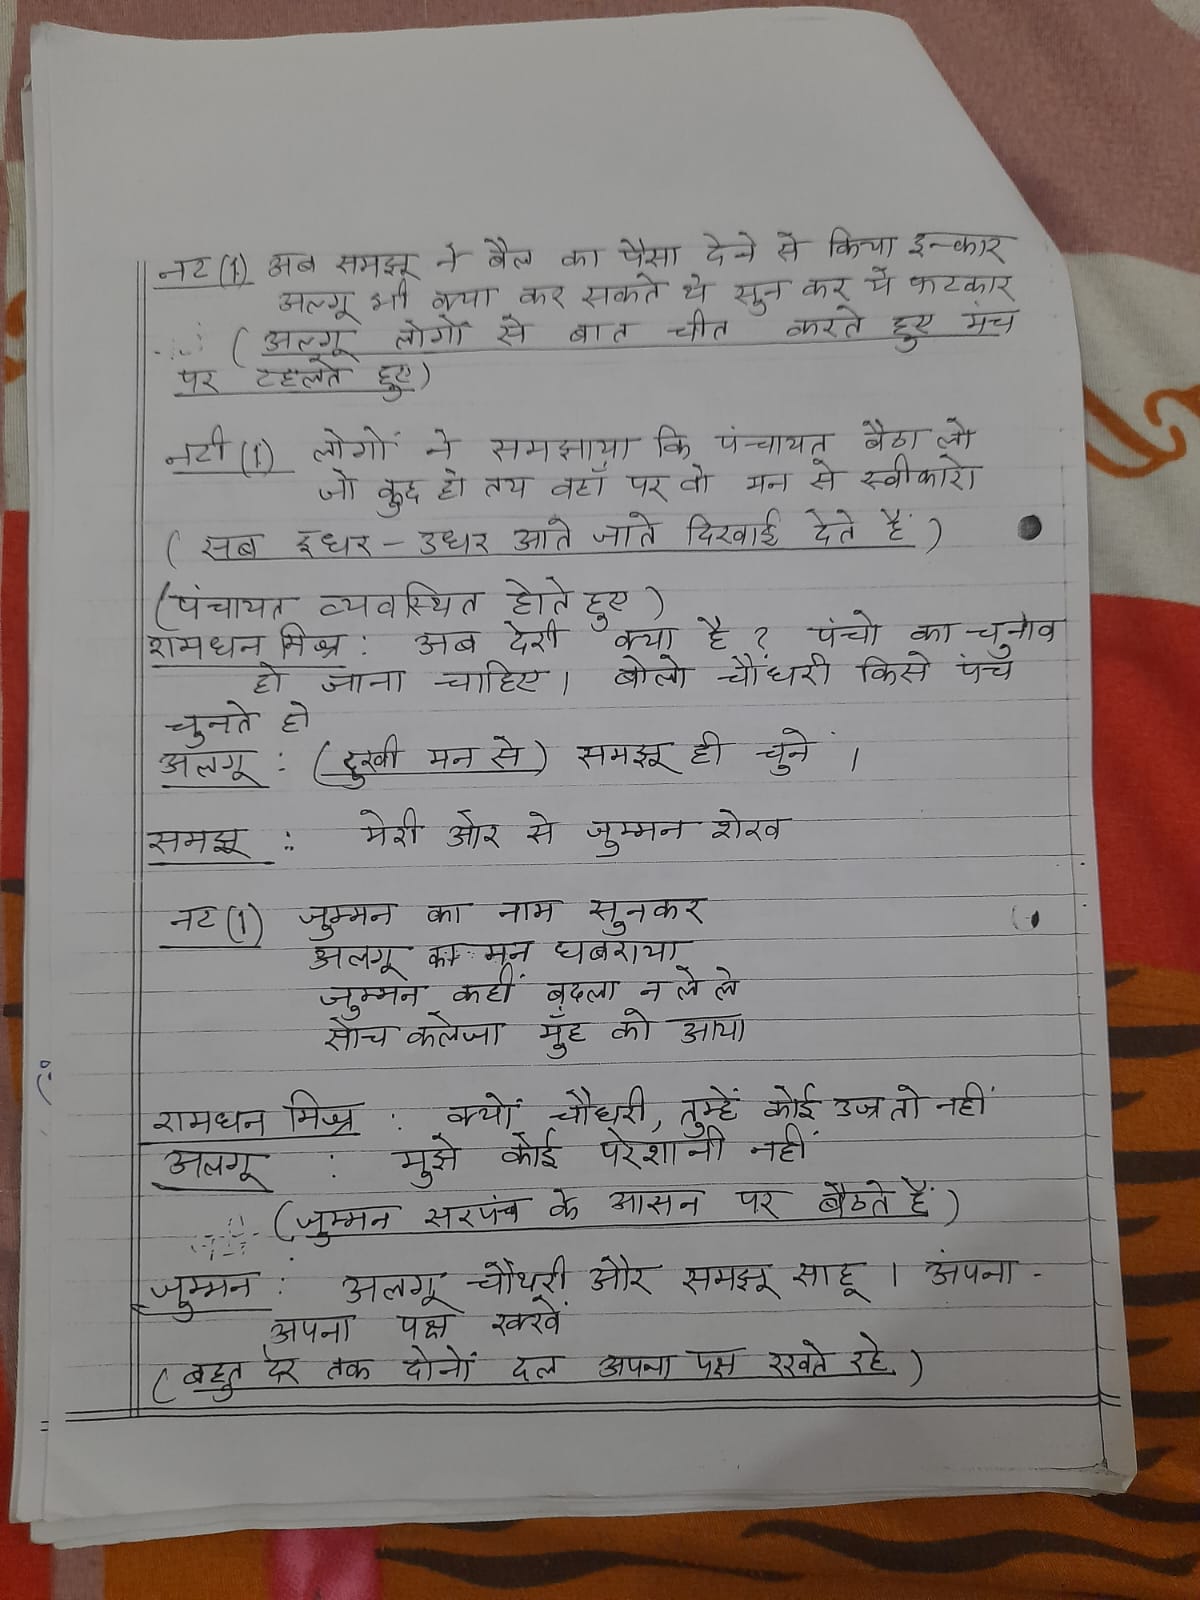 नट (1) अब समझू ने बैल का पैसा देने से किया इन्कार
अलगू भी क्या कर सकते थे सुन कर ये फटकार
( अलगू लोगों से बात चीत करते हुए मंच
पर टहलते हुए)
नटी (1) लोगों ने समझाया कि पंचायत बैठा लो
जो कुछ हो तय वहाँ पर वो मन से स्वीकारो
( सब इधर - उधर आते जाते दिखाई देते हैं )
(पंचायत व्यवस्थित होते हुए )
रामधन मिश्र : अब देरी क्या है ? पंचो का चुनाव
हो जाना चाहिए । बोलो चौधरी किसे पंच
चुनते हो
अलगू : (दुखी मन से) समझू ही चुनें ।
समझू : मेरी ओर से जुम्मन शेख
नट (1) जुम्मन का नाम सुनकर
अलगू का मन घबराया
जुम्मन कहीं बदला न ले ले
सोच कलेजा मुँह को आया
रामधन मिश्र : क्यों चौधरी, तुम्हें कोई उज्र तो नहीं
अलगू : मुझे कोई परेशानी नहीं
(जुम्मन सरपंच के आसन पर बैठते हैं )
जुम्मन : अलगू चौधरी और समझू साहू । अपना -
अपना पक्ष रक्खें
( बहुत देर तक दोनों दल अपना पक्ष रखते रहे )